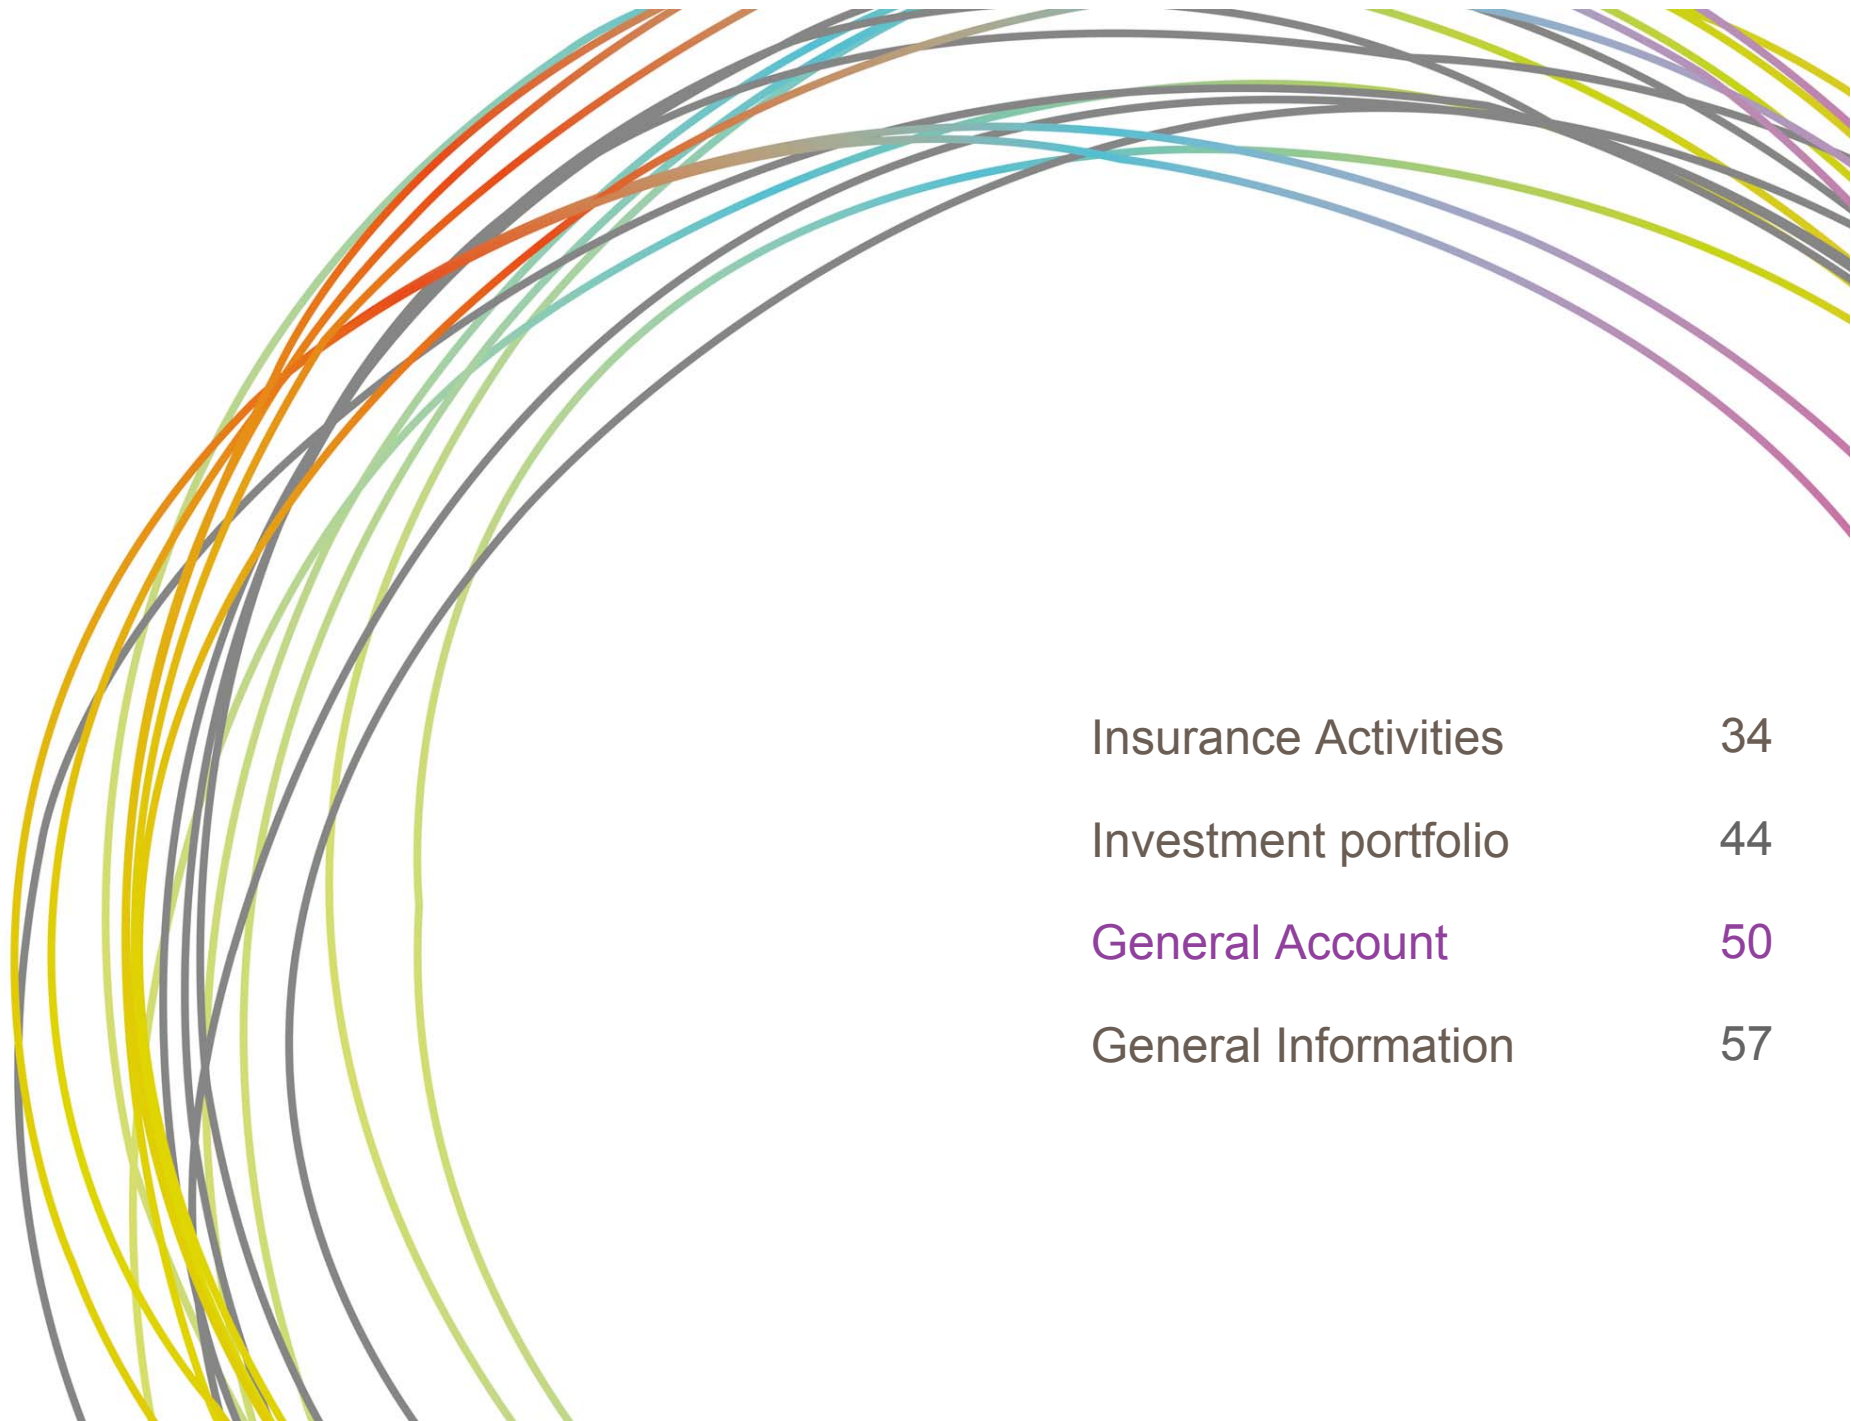 Insurance Activities 34
Investment portfolio 44
General Account 50
General Information 57